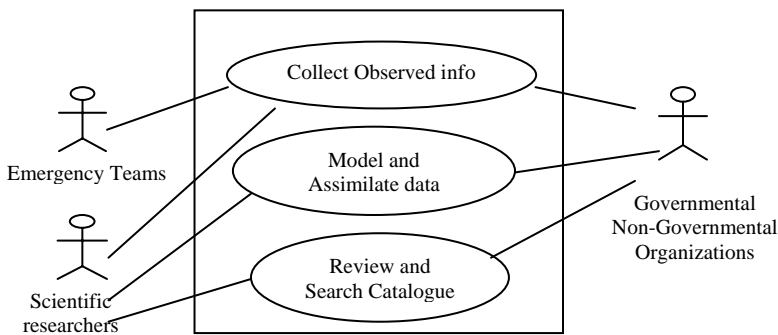 Collect Observed info
Emergency Teams
Model and
Assimilate data
Governmental
Non-Governmental
Organizations
Scientific
researchers
Review and
Search Catalogue